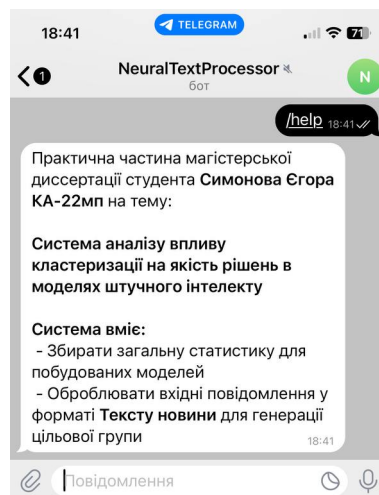 18:41
TELEGRAM
71
1
NeuralTextProcessor
бот
N
/help 18:41
Практична частина магістерської
диссертації студента Симонова Єгора
КА-22мп на тему:
Система аналізу впливу
кластеризації на якість рішень в
моделях штучного інтелекту
Система вміє:
- Збирати загальну статистику для
побудованих моделей
- Оброблювати вхідні повідомлення у
форматі Тексту новини для генерації
цільової групи
18:41
Повідомлення